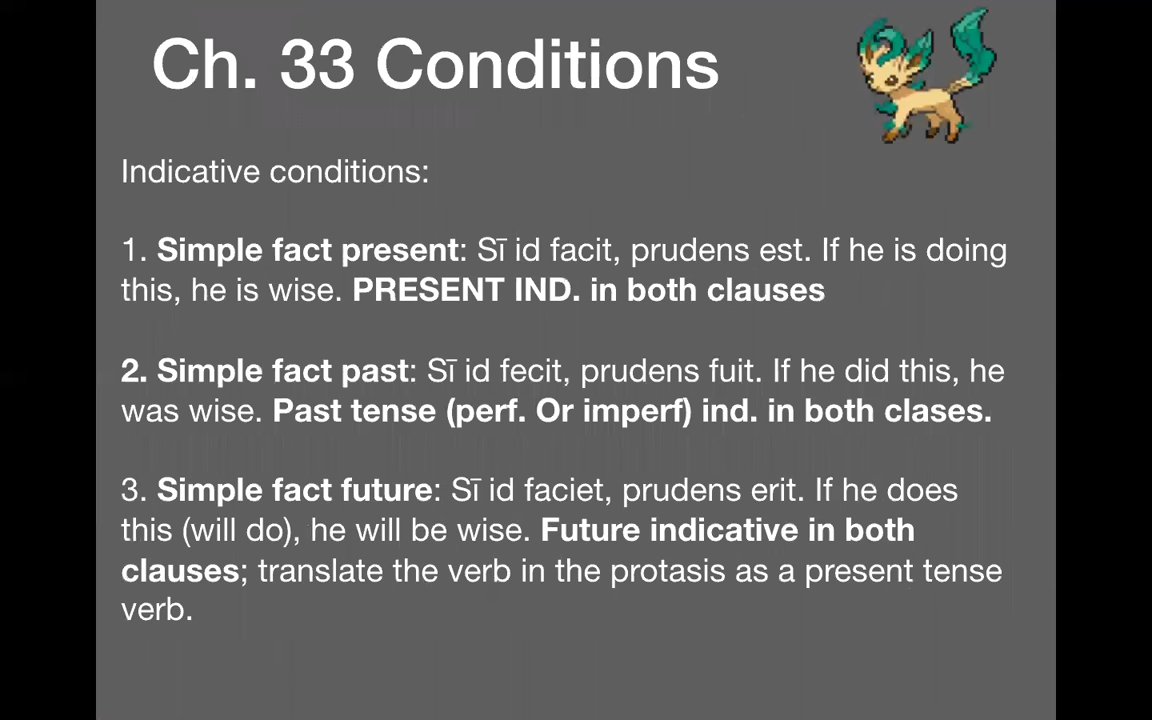 Ch. 33 Conditions
Indicative conditions:
1. Simple fact present: Sī id facit, prudens est. If he is doing
this, he is wise. PRESENT IND. in both clauses
2. Simple fact past: Sī id fecit, prudens fuit. If he did this, he
was wise. Past tense (perf. Or imperf) ind. in both clases.
3. Simple fact future: Sī id faciet, prudens erit. If he does
this (will do), he will be wise. Future indicative in both
clauses; translate the verb in the protasis as a present tense
verb.